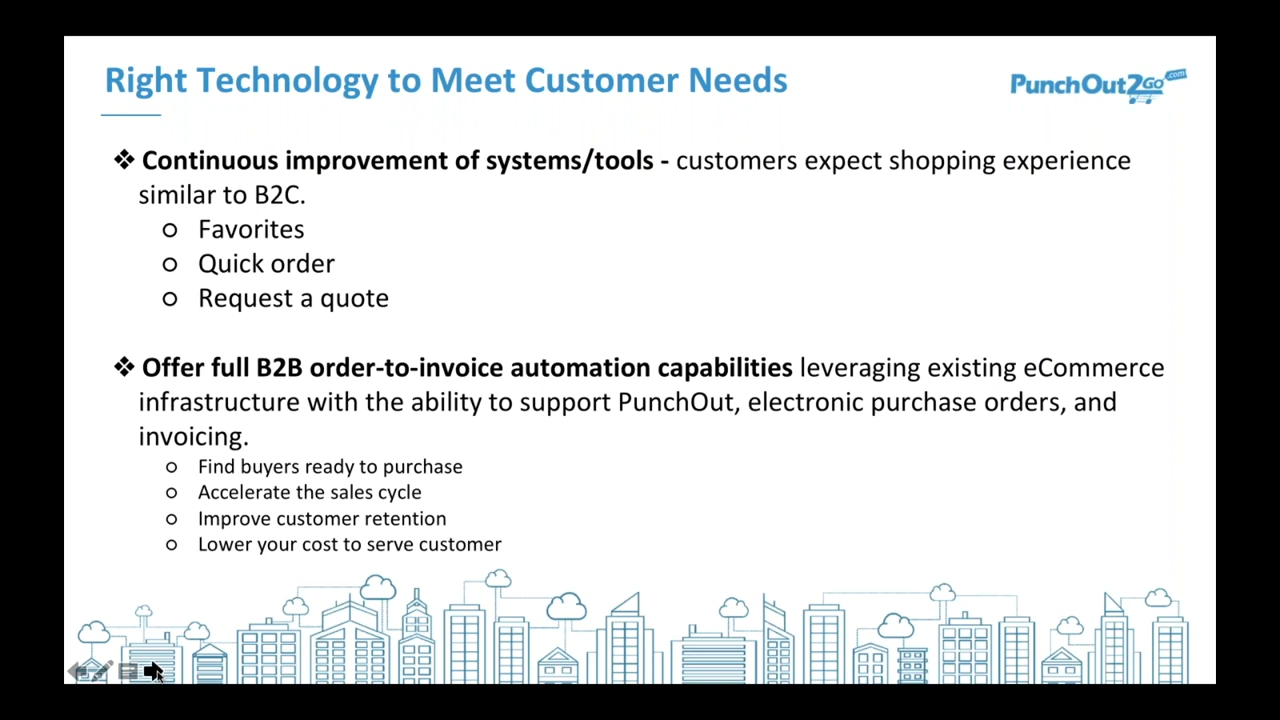 Right Technology to Meet Customer Needs
PunchOut2Go.com
❖ Continuous improvement of systems/tools - customers expect shopping experience
similar to B2C.
○ Favorites
○ Quick order
○ Request a quote
❖ Offer full B2B order-to-invoice automation capabilities leveraging existing eCommerce
infrastructure with the ability to support PunchOut, electronic purchase orders, and
invoicing.
○ Find buyers ready to purchase
○ Accelerate the sales cycle
○ Improve customer retention
○ Lower your cost to serve customer